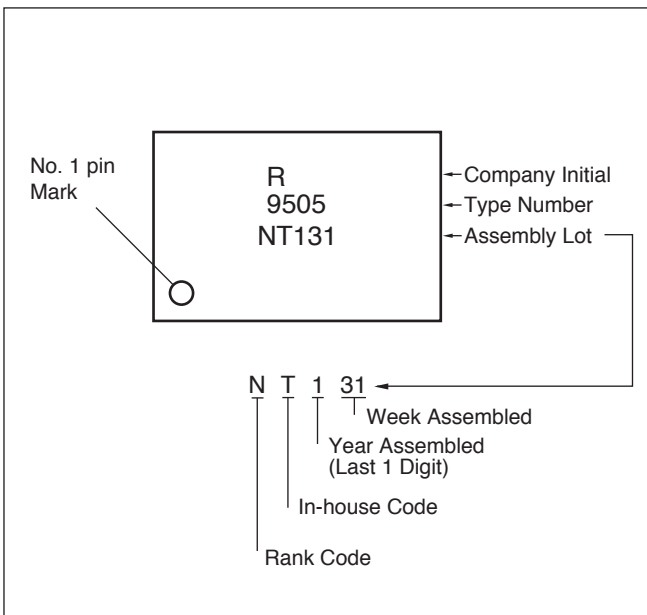 No. 1 pin
Mark
R
9505
NT131
Company Initial
Type Number
Assembly Lot
N T 1 31
Week Assembled
Year Assembled
(Last 1 Digit)
In-house Code
Rank Code